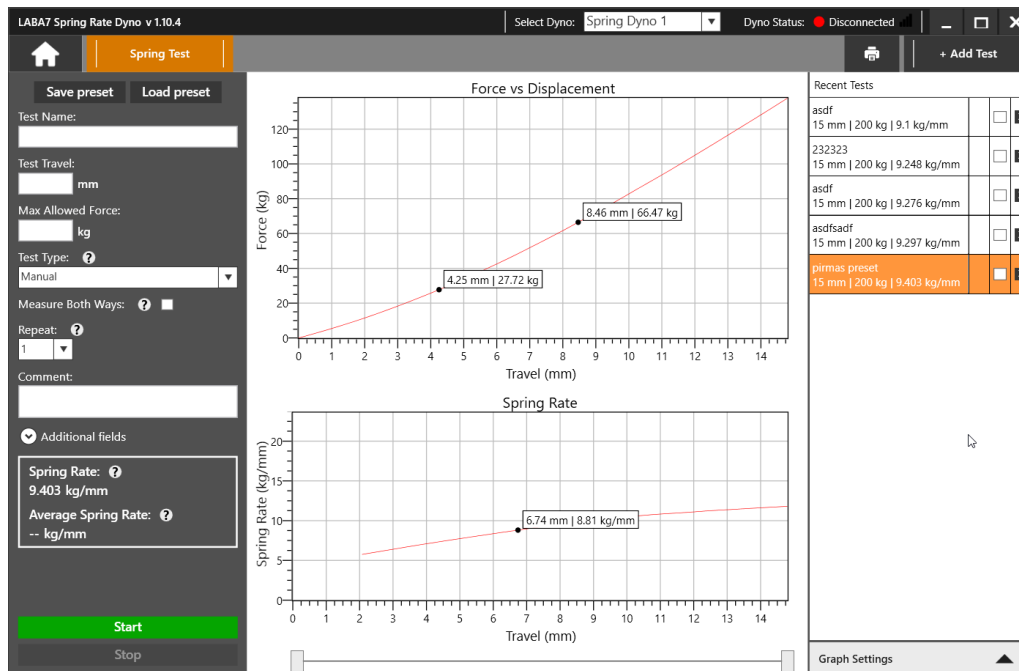 LABA7 Spring Rate Dyno v 1.10.4
Select Dyno: Spring Dyno 1
Dyno Status: Disconnected
Spring Test
+ Add Test
Save preset Load preset
Test Name:
Test Travel:
mm
Max Allowed Force:
kg
Test Type: ?
Manual
Measure Both Ways: ?
Repeat: ?
1
Comment:
Additional fields
Spring Rate: ?
9.403 kg/mm
Average Spring Rate: ?
-- kg/mm
Start
Stop
Force vs Displacement
Force (kg)
120
100
80
60
40
20
0
8.46 mm | 66.47 kg
4.25 mm | 27.72 kg
0 1 2 3 4 5 6 7 8 9 10 11 12 13 14
Travel (mm)
Spring Rate
Spring Rate (kg/mm)
20
15
10
5
0
6.74 mm | 8.81 kg/mm
0 1 2 3 4 5 6 7 8 9 10 11 12 13 14
Travel (mm)
Recent Tests
asdf
15 mm | 200 kg | 9.1 kg/mm
232323
15 mm | 200 kg | 9.248 kg/mm
asdf
15 mm | 200 kg | 9.276 kg/mm
asdfsadf
15 mm | 200 kg | 9.297 kg/mm
pirmas preset
15 mm | 200 kg | 9.403 kg/mm
Graph Settings